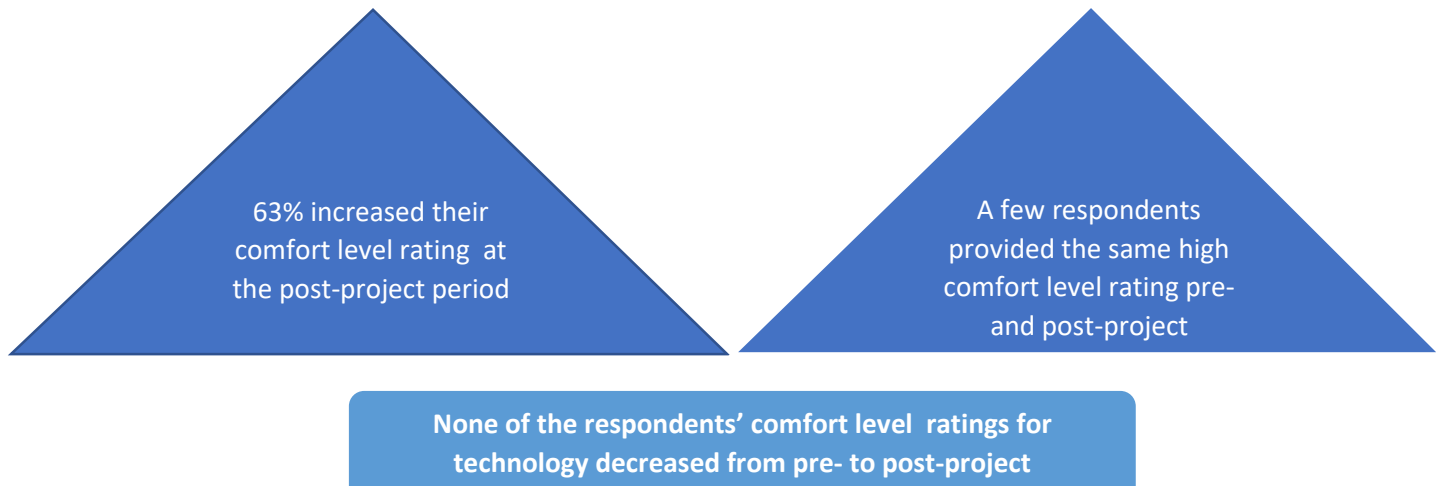 63% increased their
comfort level rating  at
the post-project period
A few respondents
provided the same high
comfort level rating pre-
and post-project
None of the respondents’ comfort level  ratings for
technology decreased from pre- to post-project